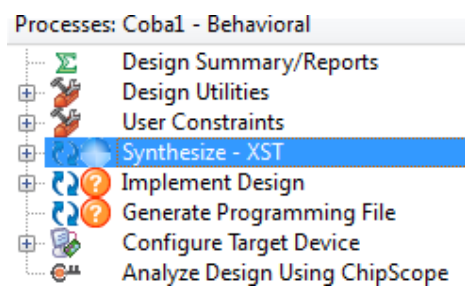 Processes: Coba1 - Behavioral
Design Summary/Reports
Design Utilities
User Constraints
Synthesize - XST
Implement Design
Generate Programming File
Configure Target Device
Analyze Design Using ChipScope